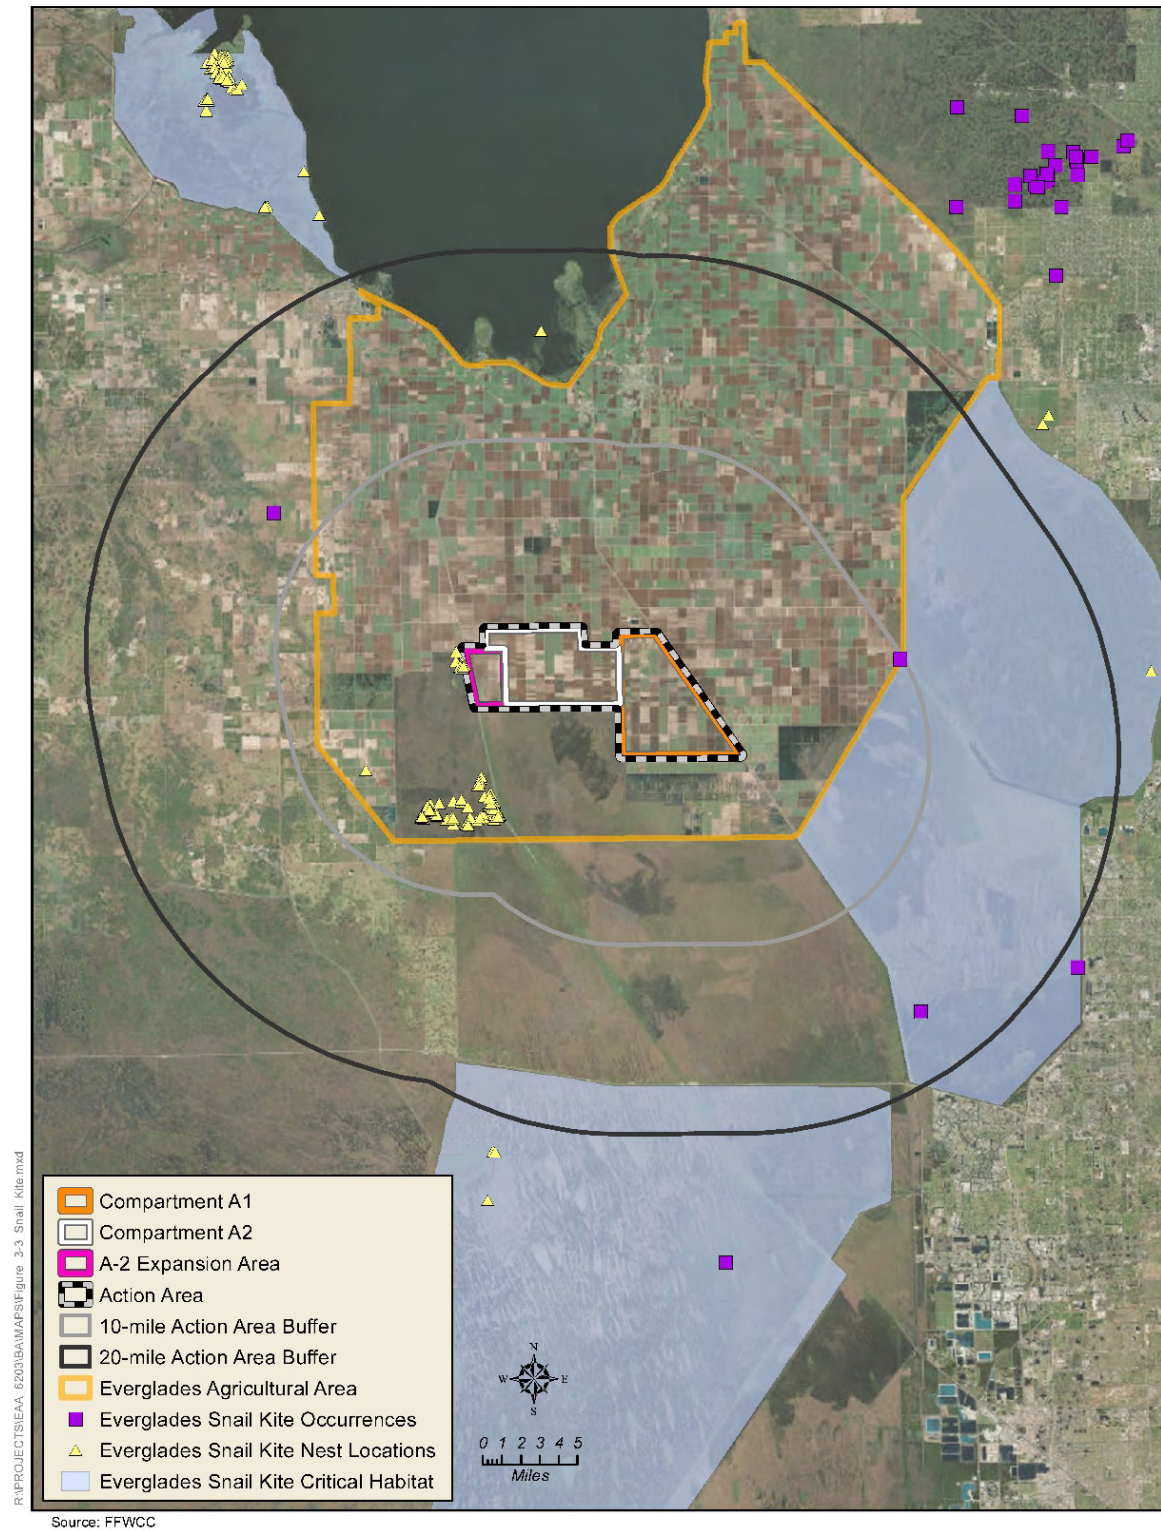 R:\PROJECTS\EAA 6203\BA\MAPS\Figure 3-3 Snail Kite.mxd
Compartment A1
Compartment A2
A-2 Expansion Area
Action Area
10-mile Action Area Buffer
20-mile Action Area Buffer
Everglades Agricultural Area
Everglades Snail Kite Occurrences
Everglades Snail Kite Nest Locations
Everglades Snail Kite Critical Habitat
N
W E
S
0 1 2 3 4 5
Miles
Source: FFWCC